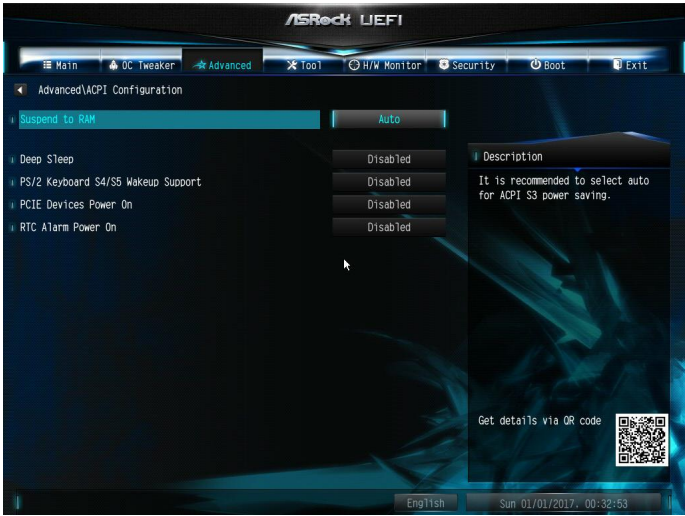 ASRock UEFI
Main OC Tweaker Advanced Tool H/W Monitor Security Boot Exit
Advanced\ACPI Configuration
Suspend to RAM Auto
Deep Sleep Disabled
PS/2 Keyboard S4/S5 Wakeup Support Disabled
PCIE Devices Power On Disabled
RTC Alarm Power On Disabled
Description
It is recommended to select auto
for ACPI S3 power saving.
Get details via QR code
English Sun 01/01/2017. 00:32:53